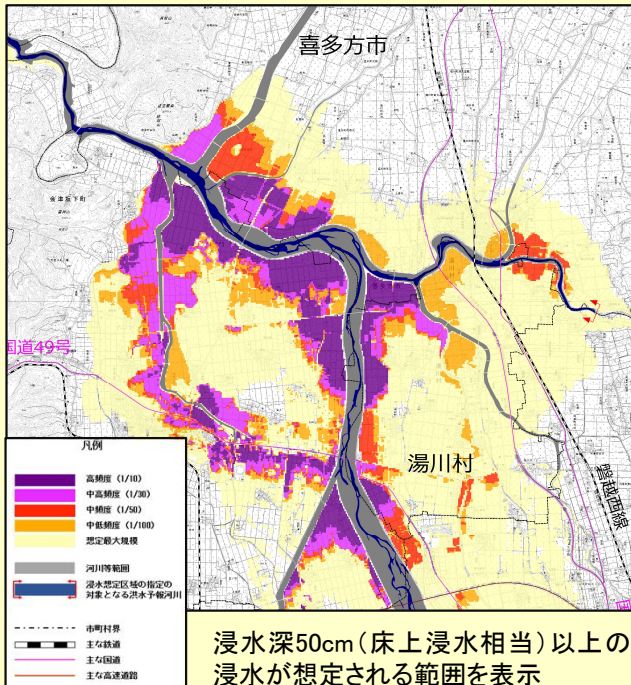 喜多方市
会津坂下町
国道49号
湯川村
磐越西線
凡例
高頻度（1/10）
中高頻度（1/30）
中頻度（1/50）
中低頻度（1/100）
想定最大規模
河川等範囲
浸水想定区域の指定の
対象となる洪水予報河川
市町村界
主な鉄道
主な国道
主な高速道路
浸水深50cm（床上浸水相当）以上の
浸水が想定される範囲を表示